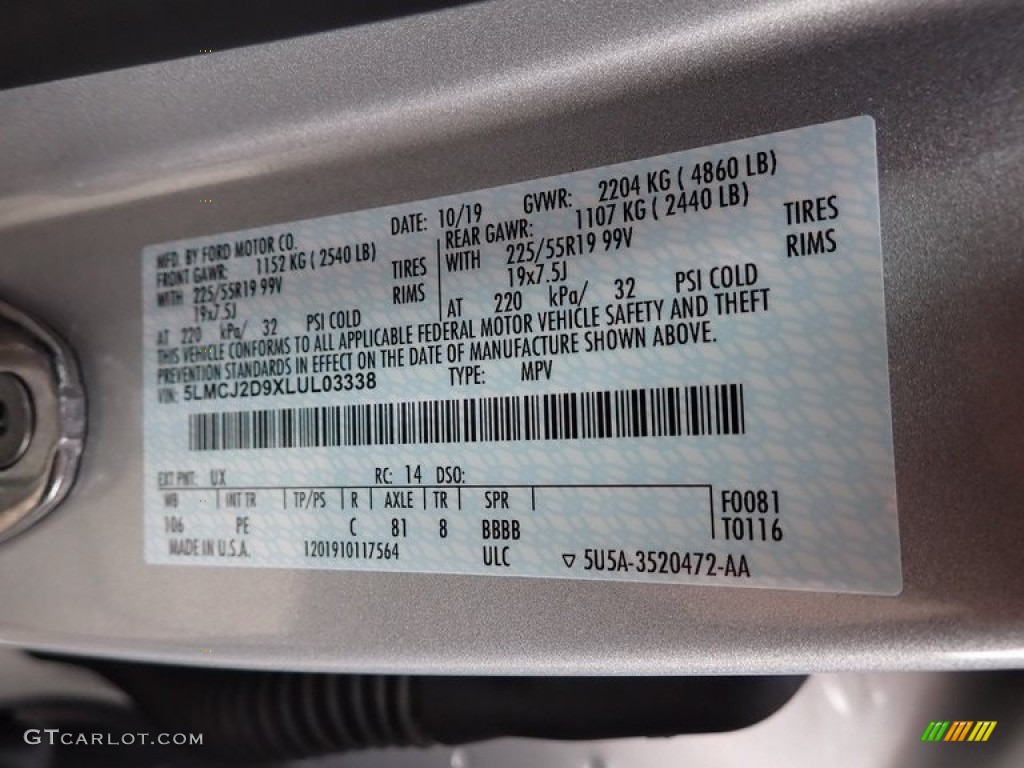 MFD. BY FORD MOTOR CO. DATE: 10/19 GVWR: 2204 KG ( 4860 LB)
FRONT GAWR: 1152 KG ( 2540 LB) REAR GAWR: 1107 KG ( 2440 LB)
WITH 225/55R19 99V TIRES WITH 225/55R19 99V TIRES
19x7.5J RIMS 19x7.5J RIMS
AT 220 kPa/ 32 PSI COLD AT 220 kPa/ 32 PSI COLD
THIS VEHICLE CONFORMS TO ALL APPLICABLE FEDERAL MOTOR VEHICLE SAFETY AND THEFT
PREVENTION STANDARDS IN EFFECT ON THE DATE OF MANUFACTURE SHOWN ABOVE.
VIN: 5LMCJ2D9XLUL03338 TYPE: MPV
EXT PNT: UX RC: 14 DSO:
WB INT TR TP/PS R AXLE TR SPR F0081
106 PE C 81 8 BBBB T0116
MADE IN U.S.A. 1201910117564 ULC ▽ 5U5A-3520472-AA
GTCARLOT.COM